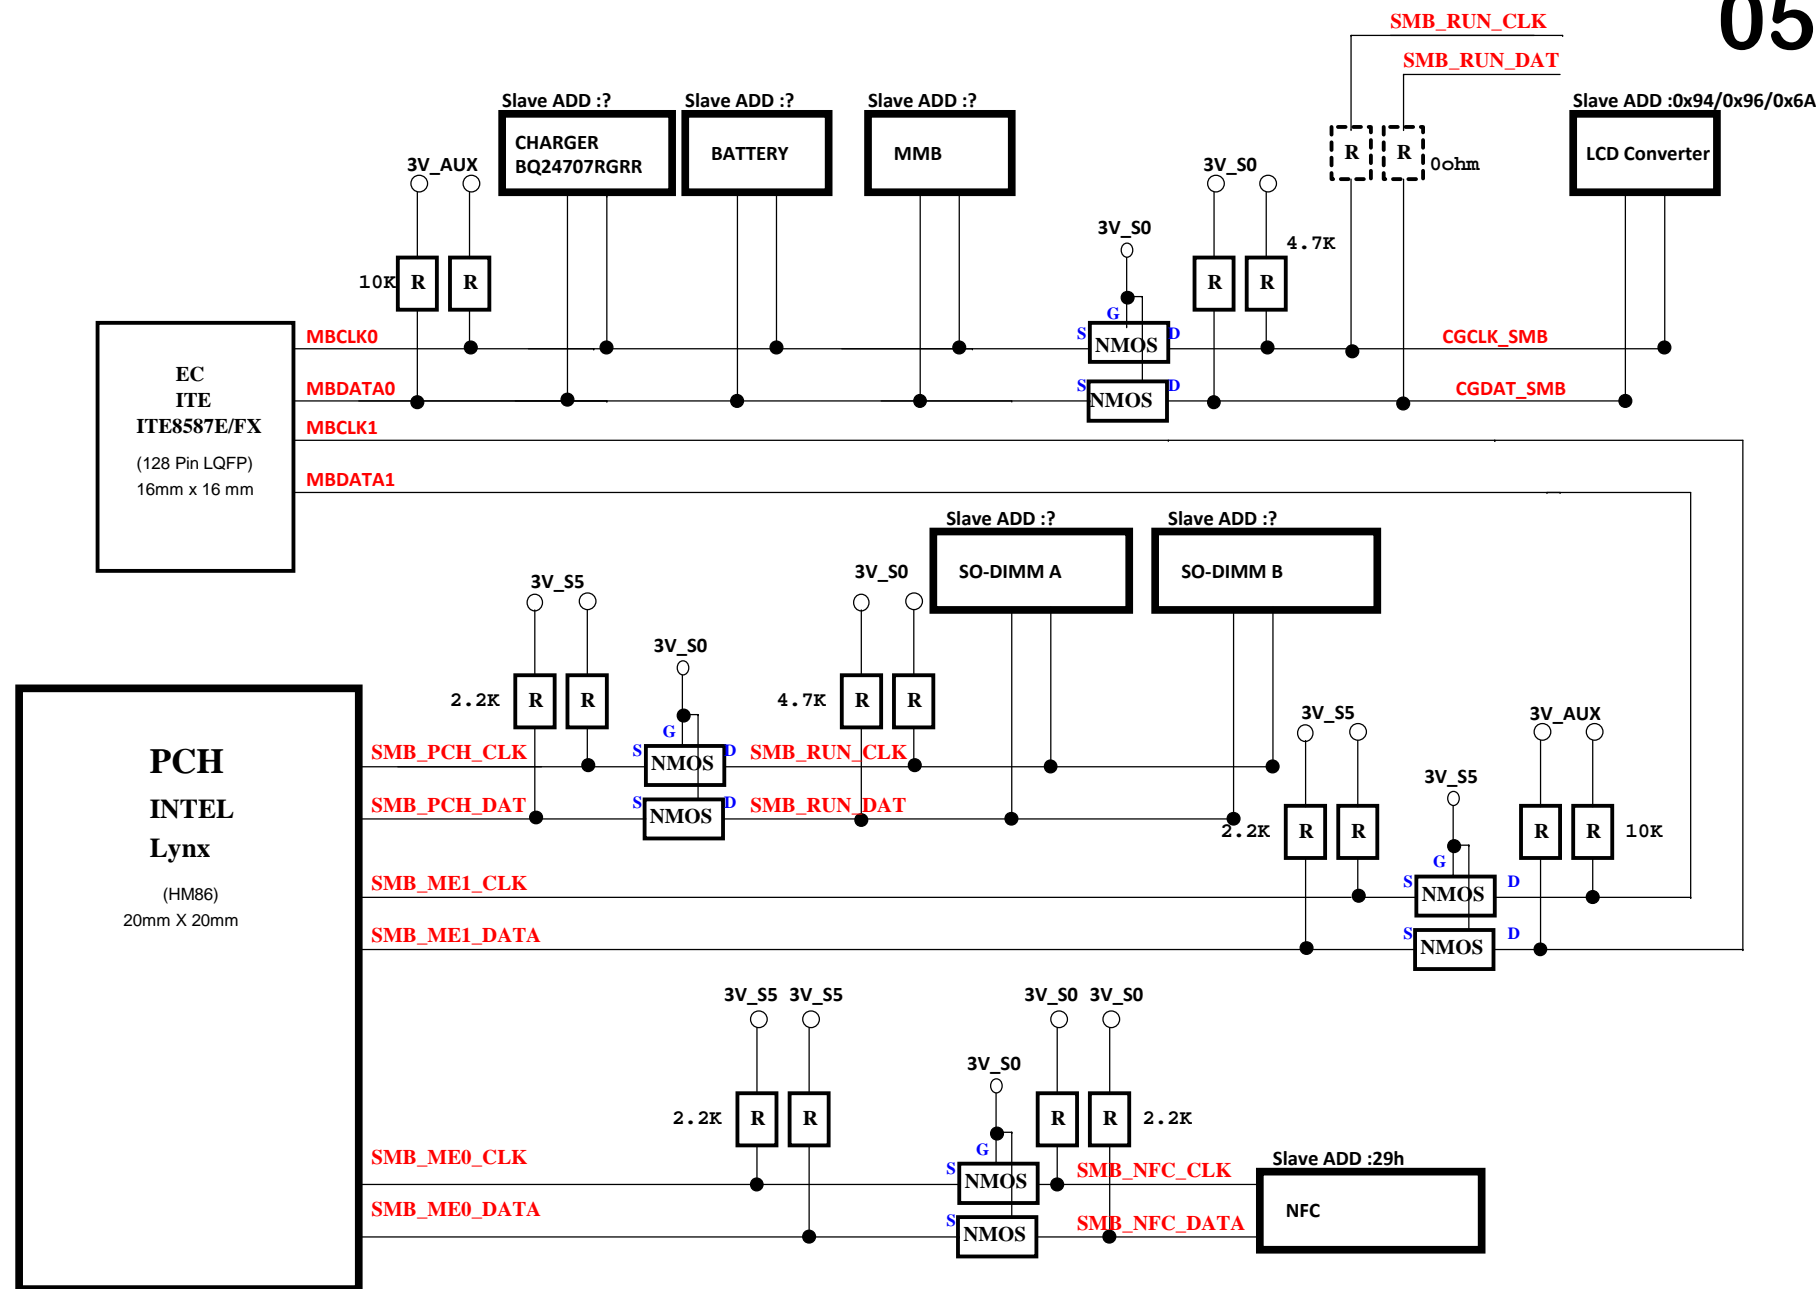 05
SMB_RUN_CLK
SMB_RUN_DAT
Slave ADD :?
Slave ADD :?
Slave ADD :?
Slave ADD :0x94/0x96/0x6A
CHARGER
BQ24707RGRR
BATTERY
MMB
R
R
0ohm
LCD Converter
3V_AUX
3V_S0
3V_S0
4.7K
10K
R
R
R
R
MBCLK0
G
S
NMOS
D
CGCLK_SMB
MBDATA0
S
NMOS
D
CGDAT_SMB
EC
ITE
ITE8587E/FX
(128 Pin LQFP)
16mm x 16 mm
MBCLK1
MBDATA1
Slave ADD :?
Slave ADD :?
SO-DIMM A
SO-DIMM B
3V_S5
3V_S0
3V_S0
2.2K
R
R
4.7K
R
R
3V_S5
3V_AUX
3V_S5
PCH
INTEL
Lynx
(HM86)
20mm X 20mm
SMB_PCH_CLK
G
S
NMOS
D
SMB_RUN_CLK
SMB_PCH_DAT
S
NMOS
D
SMB_RUN_DAT
2.2K
R
R
R
R
10K
SMB_ME1_CLK
G
S
NMOS
D
SMB_ME1_DATA
S
NMOS
D
3V_S5
3V_S5
3V_S0
3V_S0
3V_S0
2.2K
R
R
R
R
2.2K
SMB_ME0_CLK
G
S
NMOS
SMB_NFC_CLK
Slave ADD :29h
SMB_ME0_DATA
S
NMOS
SMB_NFC_DATA
NFC